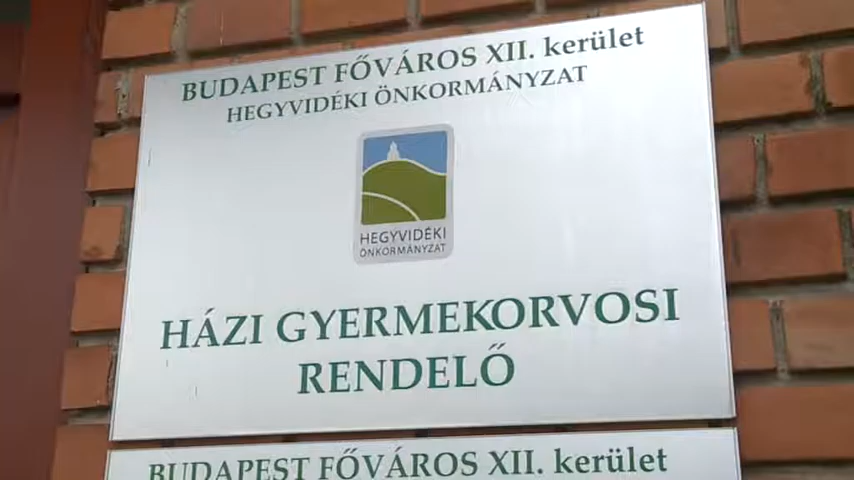 BUDAPEST FŐVÁROS XII. kerület
HEGYVIDÉKI ÖNKORMÁNYZAT
HEGYVIDÉKI
ÖNKORMÁNYZAT
HÁZI GYERMEKORVOSI
RENDELŐ
BUDAPEST FŐVÁROS XII. kerület